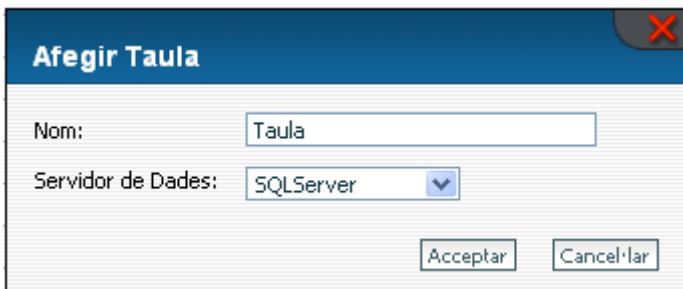 Afegir Taula
Nom: Taula
Servidor de Dades: SQLServer
Acceptar Cancel·lar